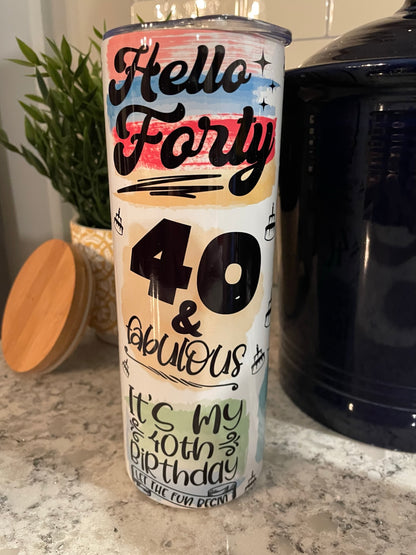 Hello
Forty
40
&
fabulous
It's my
40th
Birthday
LET THE FUN BEGIN